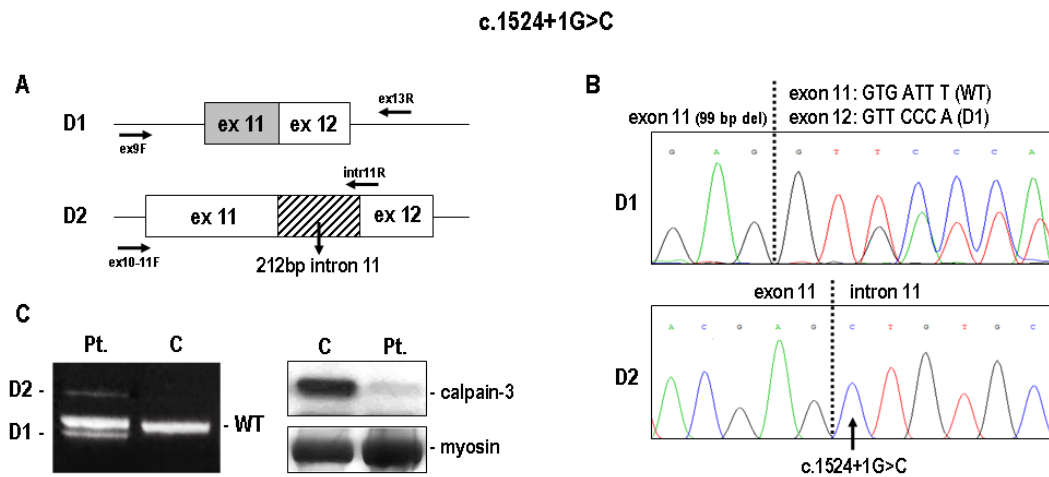 c.1524+1G>C
A
D1
ex 11
ex 12
ex13R
ex9F
D2
ex 11
ex 12
intr11R
ex10-11F
212bp intron 11
B
exon 11 (99 bp del)
exon 11: GTG ATT T (WT)
exon 12: GTT CCC A (D1)
G A G G T T C C C A
D1
exon 11
intron 11
A C G A G C T G T G C
D2
c.1524+1G>C
C
Pt. C
D2 -
D1 -
- WT
C Pt.
- calpain-3
- myosin